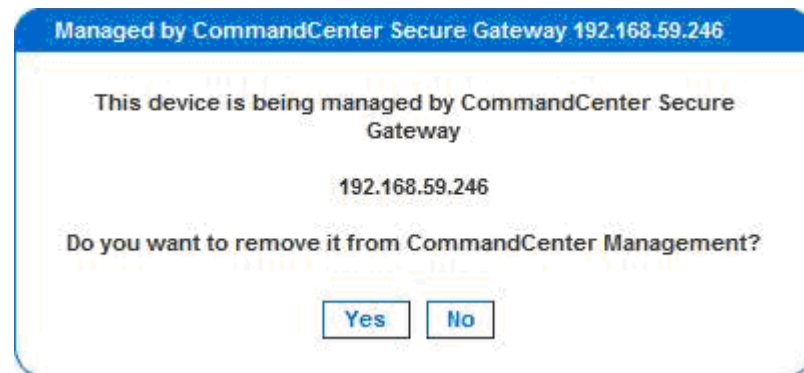 Managed by CommandCenter Secure Gateway 192.168.59.246
This device is being managed by CommandCenter Secure
Gateway
192.168.59.246
Do you want to remove it from CommandCenter Management?
Yes No